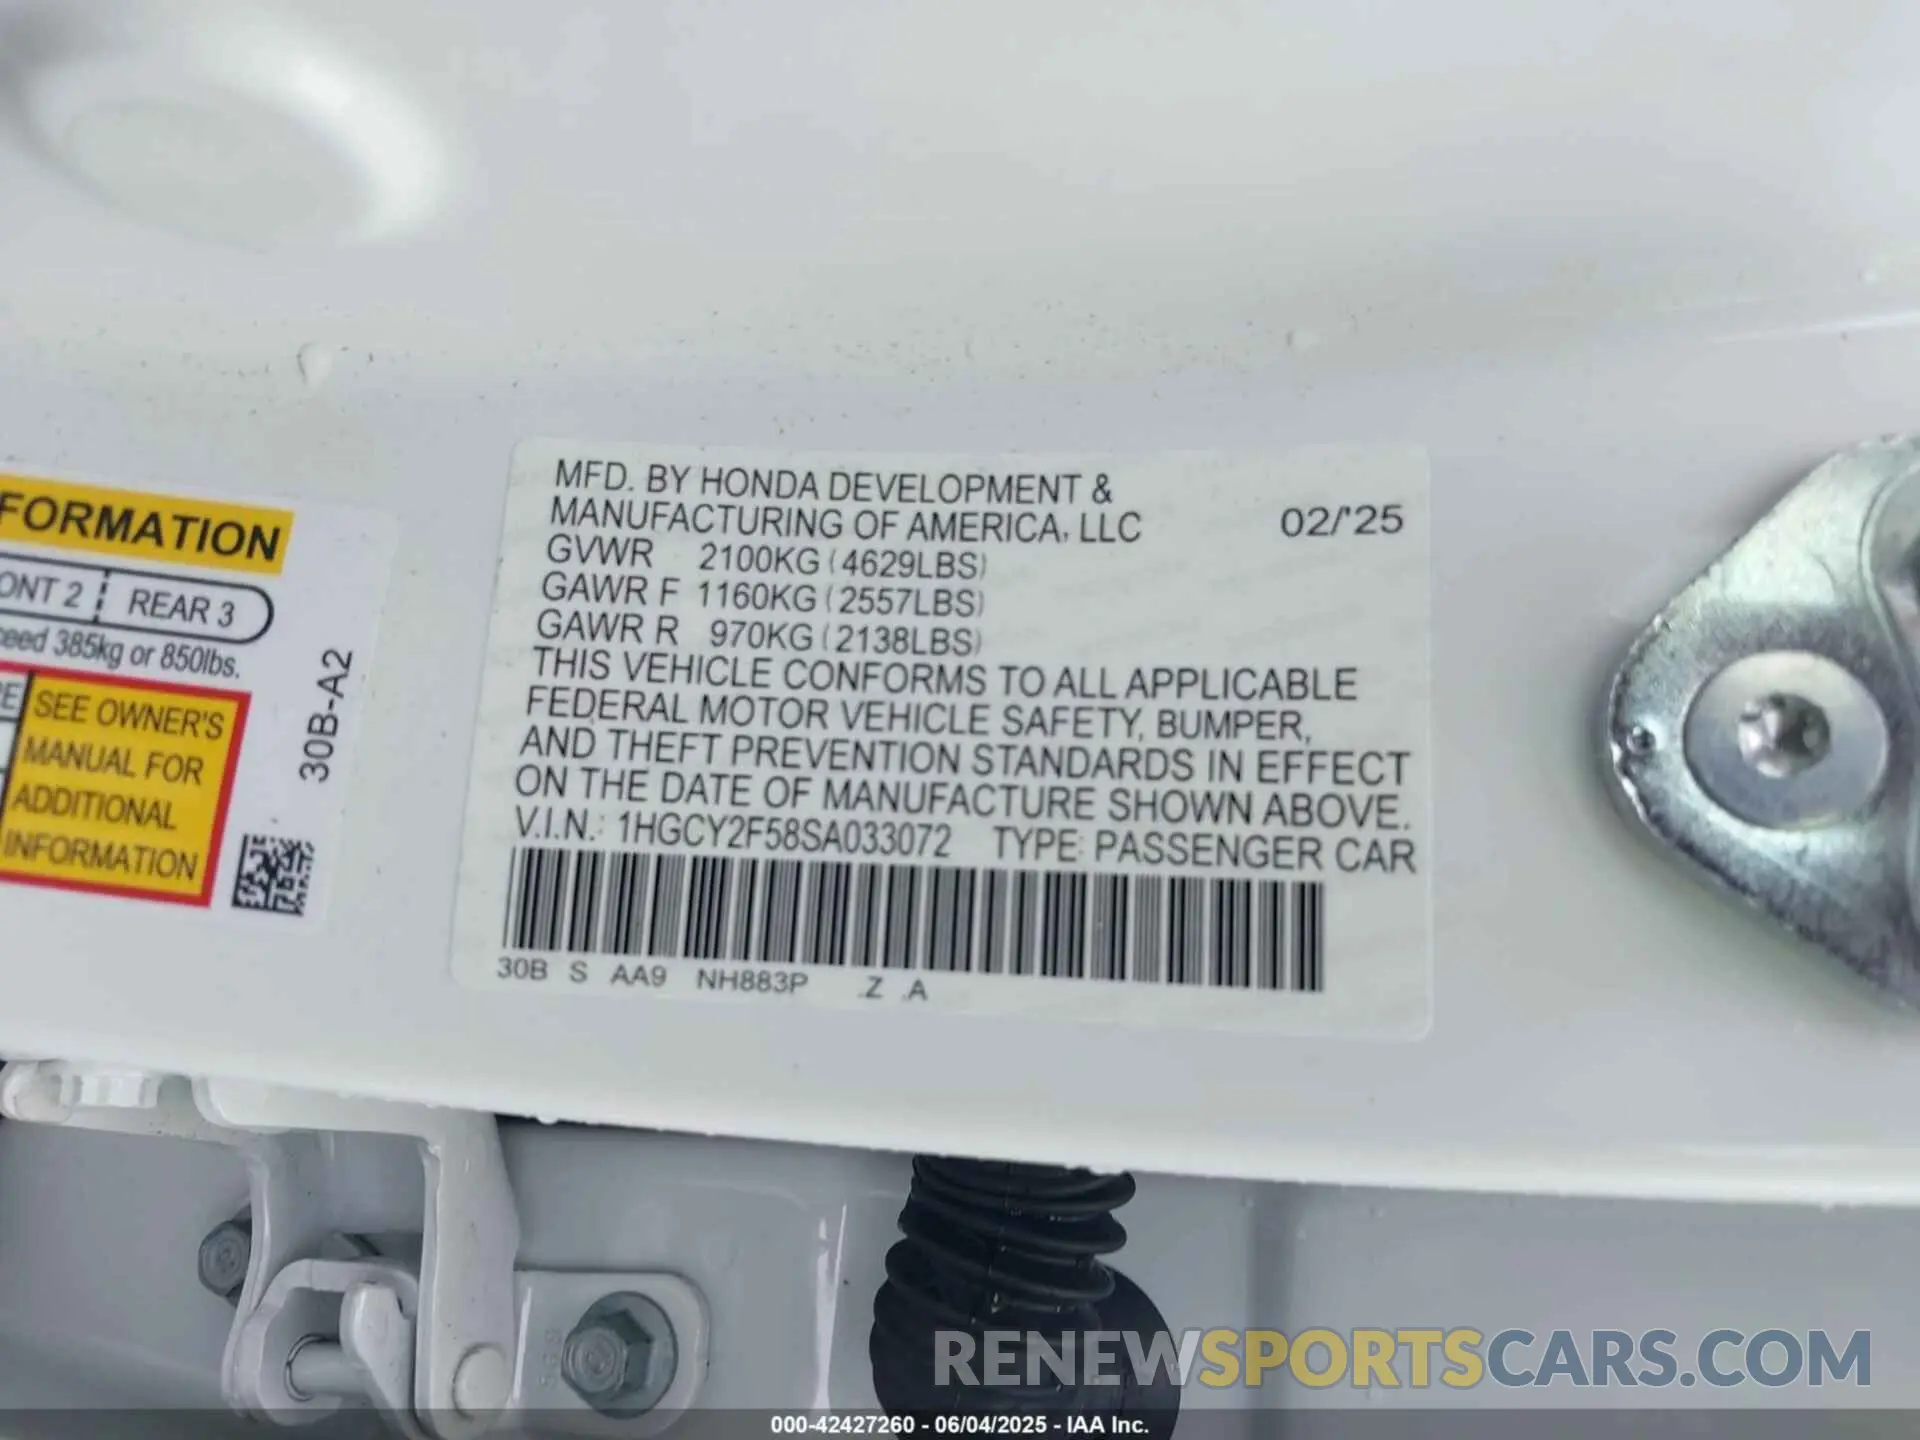 FORMATION
ONT 2 REAR 3
ceed 385kg or 850lbs.
SEE OWNER'S
MANUAL FOR
ADDITIONAL
INFORMATION
30B-A2
MFD. BY HONDA DEVELOPMENT &
MANUFACTURING OF AMERICA, LLC 02/'25
GVWR 2100KG (4629LBS)
GAWR F 1160KG (2557LBS)
GAWR R 970KG (2138LBS)
THIS VEHICLE CONFORMS TO ALL APPLICABLE
FEDERAL MOTOR VEHICLE SAFETY, BUMPER,
AND THEFT PREVENTION STANDARDS IN EFFECT
ON THE DATE OF MANUFACTURE SHOWN ABOVE.
V.I.N.: 1HGCY2F58SA033072 TYPE: PASSENGER CAR
30B S AA9 NH883P Z A
RENEWSPORTSCARS.COM
000-42427260 - 06/04/2025 - IAA Inc.